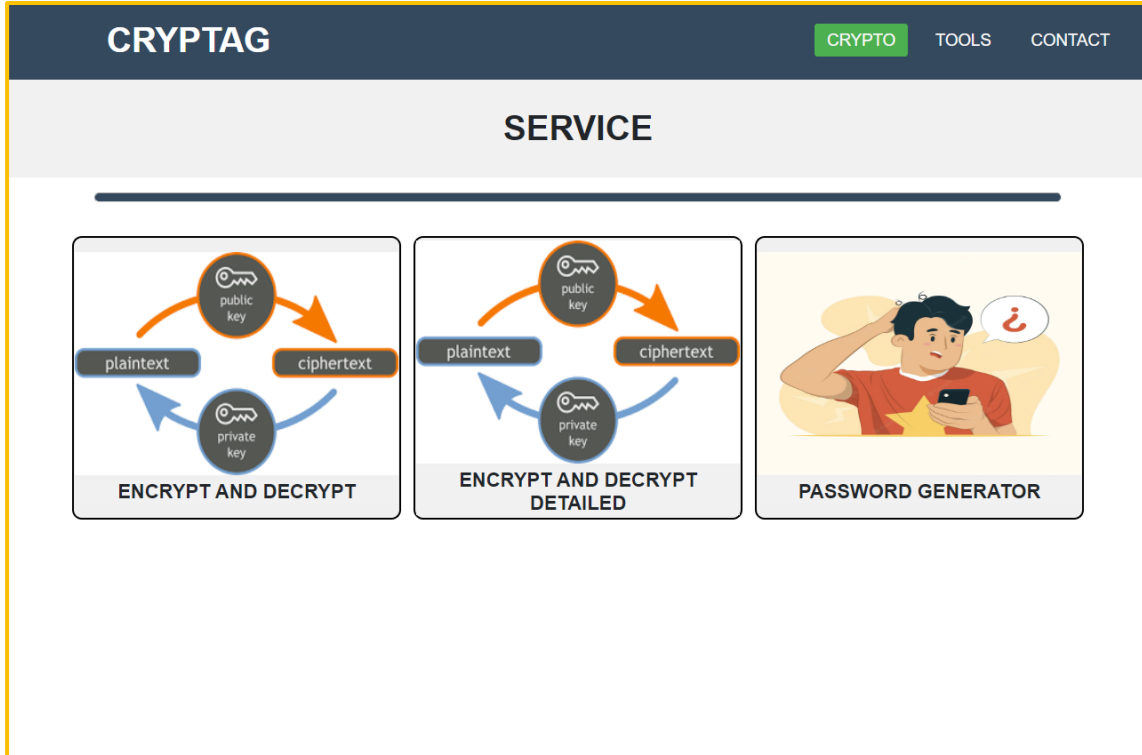 CRYPTAG
CRYPTO TOOLS CONTACT
SERVICE
public
key
plaintext
ciphertext
private
key
ENCRYPT AND DECRYPT
public
key
plaintext
ciphertext
private
key
ENCRYPT AND DECRYPT
DETAILED
¿
PASSWORD GENERATOR